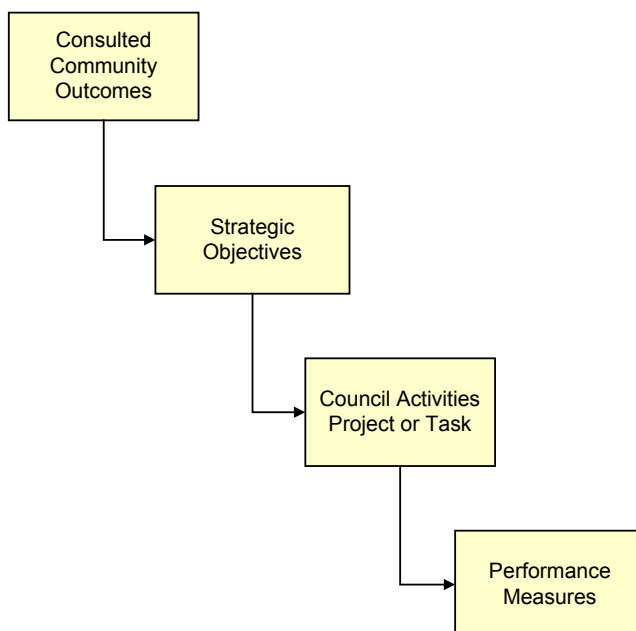 Consulted
Community
Outcomes
Strategic
Objectives
Council Activities
Project or Task
Performance
Measures